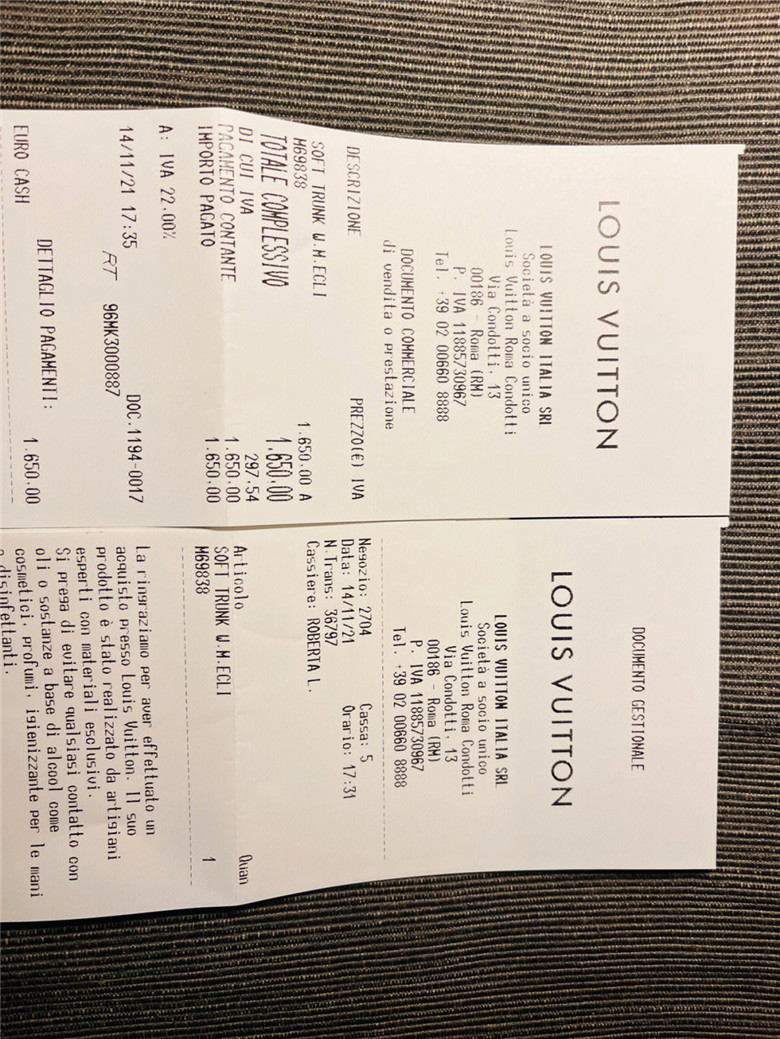 LOUIS VUITTON
LOUIS VUITTON ITALIA SRL
Società a socio unico
Louis Vuitton Roma Condotti
Via Condotti, 13
00186 - Roma (RM)
P. IVA 11885730967
Tel. +39 02 00660 8888
DOCUMENTO COMMERCIALE
di vendita o prestazione
DESCRIZIONE PREZZO(€) IVA
SOFT TRUNK W.M.ECLI 1.650,00 A
M69838
TOTALE COMPLESSIVO 1.650,00
DI CUI IVA 297,54
PAGAMENTO CONTANTE 1.650,00
IMPORTO PAGATO 1.650,00
A: IVA 22,00%
14/11/21 17:35 DOC.1194-0017
RT 96MK3000887
DETTAGLIO PAGAMENTI:
EURO CASH 1.650,00
DOCUMENTO GESTIONALE
LOUIS VUITTON
LOUIS VUITTON ITALIA SRL
Società a socio unico
Louis Vuitton Roma Condotti
Via Condotti, 13
00186 - Roma (RM)
P. IVA 11885730967
Tel. +39 02 00660 8888
Negozio: 2704 Cassa: 5
Data: 14/11/21 Orario: 17:31
N.Trans: 36797
Cassiere: ROBERTA L.
Articolo Quan
SOFT TRUNK W.M.ECLI 1
M69838
La ringraziamo per aver effettuato un
acquisto presso Louis Vuitton. Il suo
prodotto è stato realizzato da artigiani
esperti con materiali esclusivi.
Si prega di evitare qualsiasi contatto con
oli o sostanze a base di alcool come
cosmetici, profumi, igienizzante per le mani
o disinfettanti.